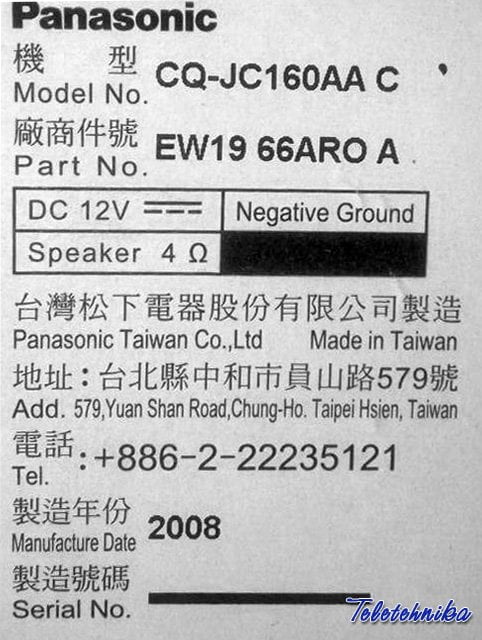 Panasonic
機 型 CQ-JC160AA C
Model No.
廠商件號 EW19 66ARO A
Part No.
DC 12V Negative Ground
Speaker 4 Ω
台灣松下電器股份有限公司製造
Panasonic Taiwan Co.,Ltd Made in Taiwan
地址：台北縣中和市員山路579號
Add. 579,Yuan Shan Road,Chung-Ho. Taipei Hsien, Taiwan
電話
Tel. :+886-2-22235121
製造年份 2008
Manufacture Date
製造號碼
Serial No.
Teletehnika